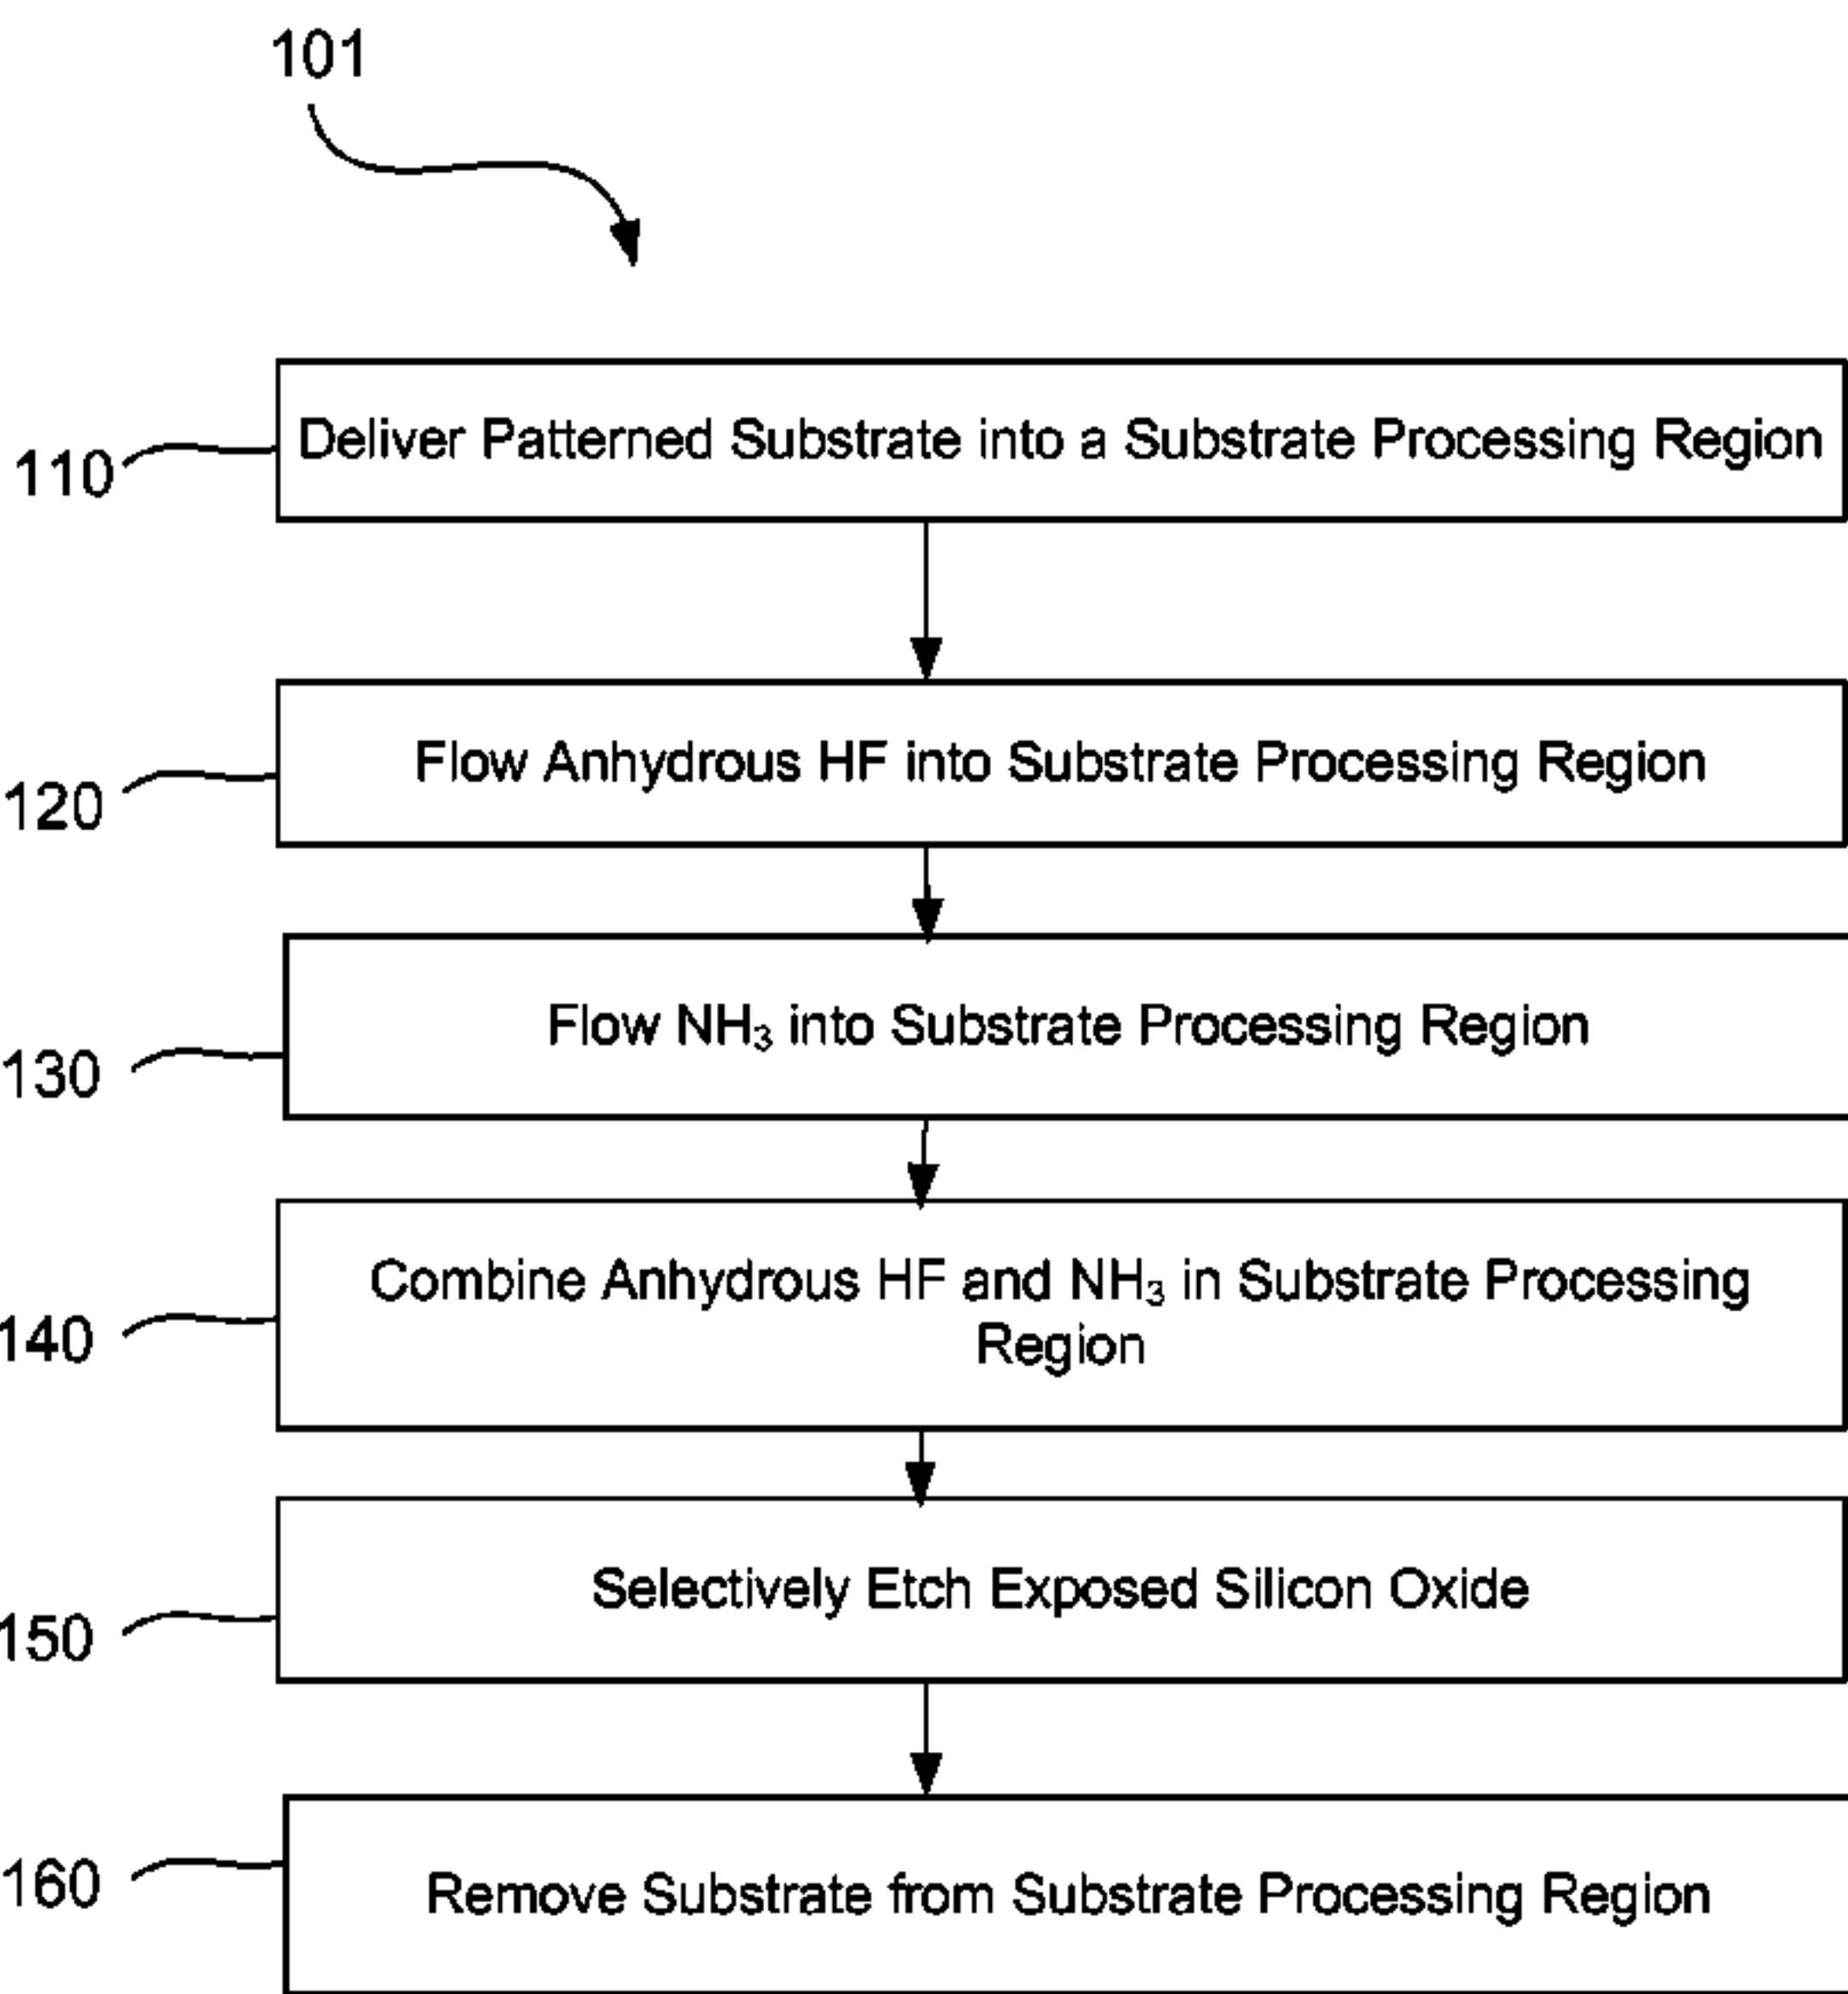 101
110
Deliver Patterned Substrate into a Substrate Processing Region
120
Flow Anhydrous HF into Substrate Processing Region
130
Flow NH₃ into Substrate Processing Region
140
Combine Anhydrous HF and NH₃ in Substrate Processing
Region
150
Selectively Etch Exposed Silicon Oxide
160
Remove Substrate from Substrate Processing Region